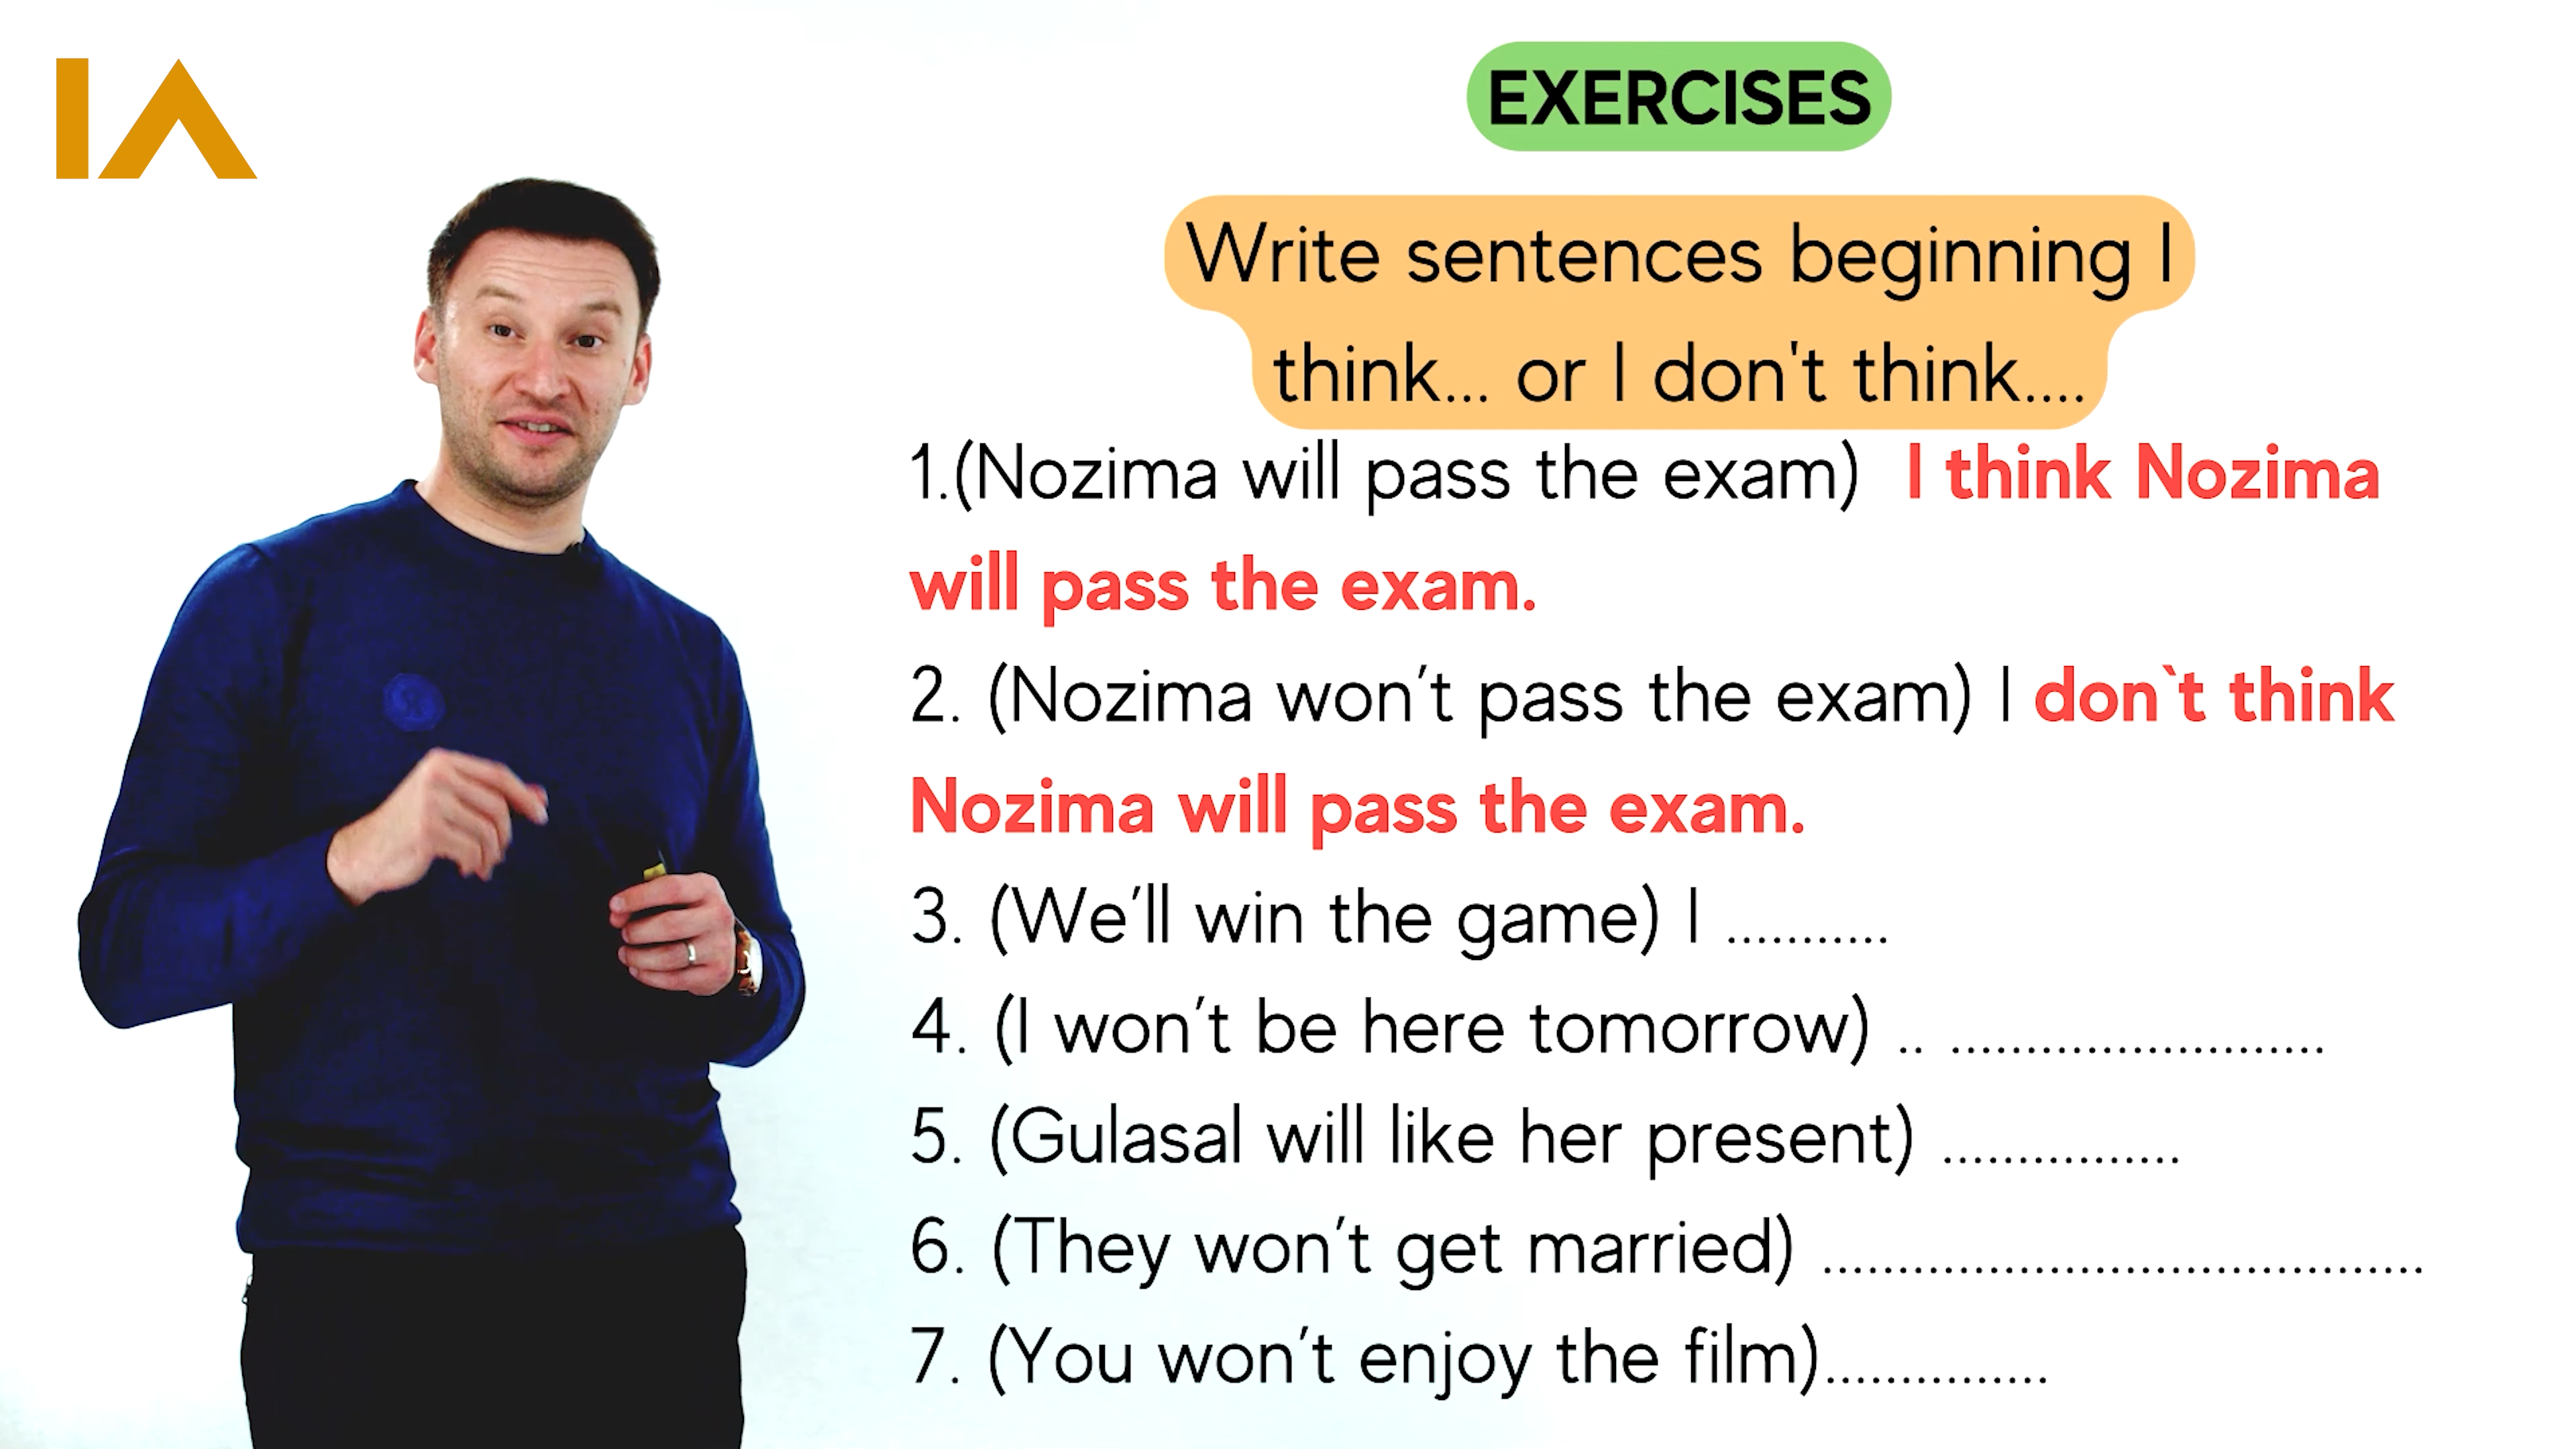 IA
EXERCISES
Write sentences beginning I
think... or I don't think....
1.(Nozima will pass the exam) I think Nozima
will pass the exam.
2. (Nozima won’t pass the exam) I don`t think
Nozima will pass the exam.
3. (We’ll win the game) I ...........
4. (I won’t be here tomorrow) .. .........................
5. (Gulasal will like her present) ................
6. (They won’t get married) .........................................
7. (You won’t enjoy the film)...............